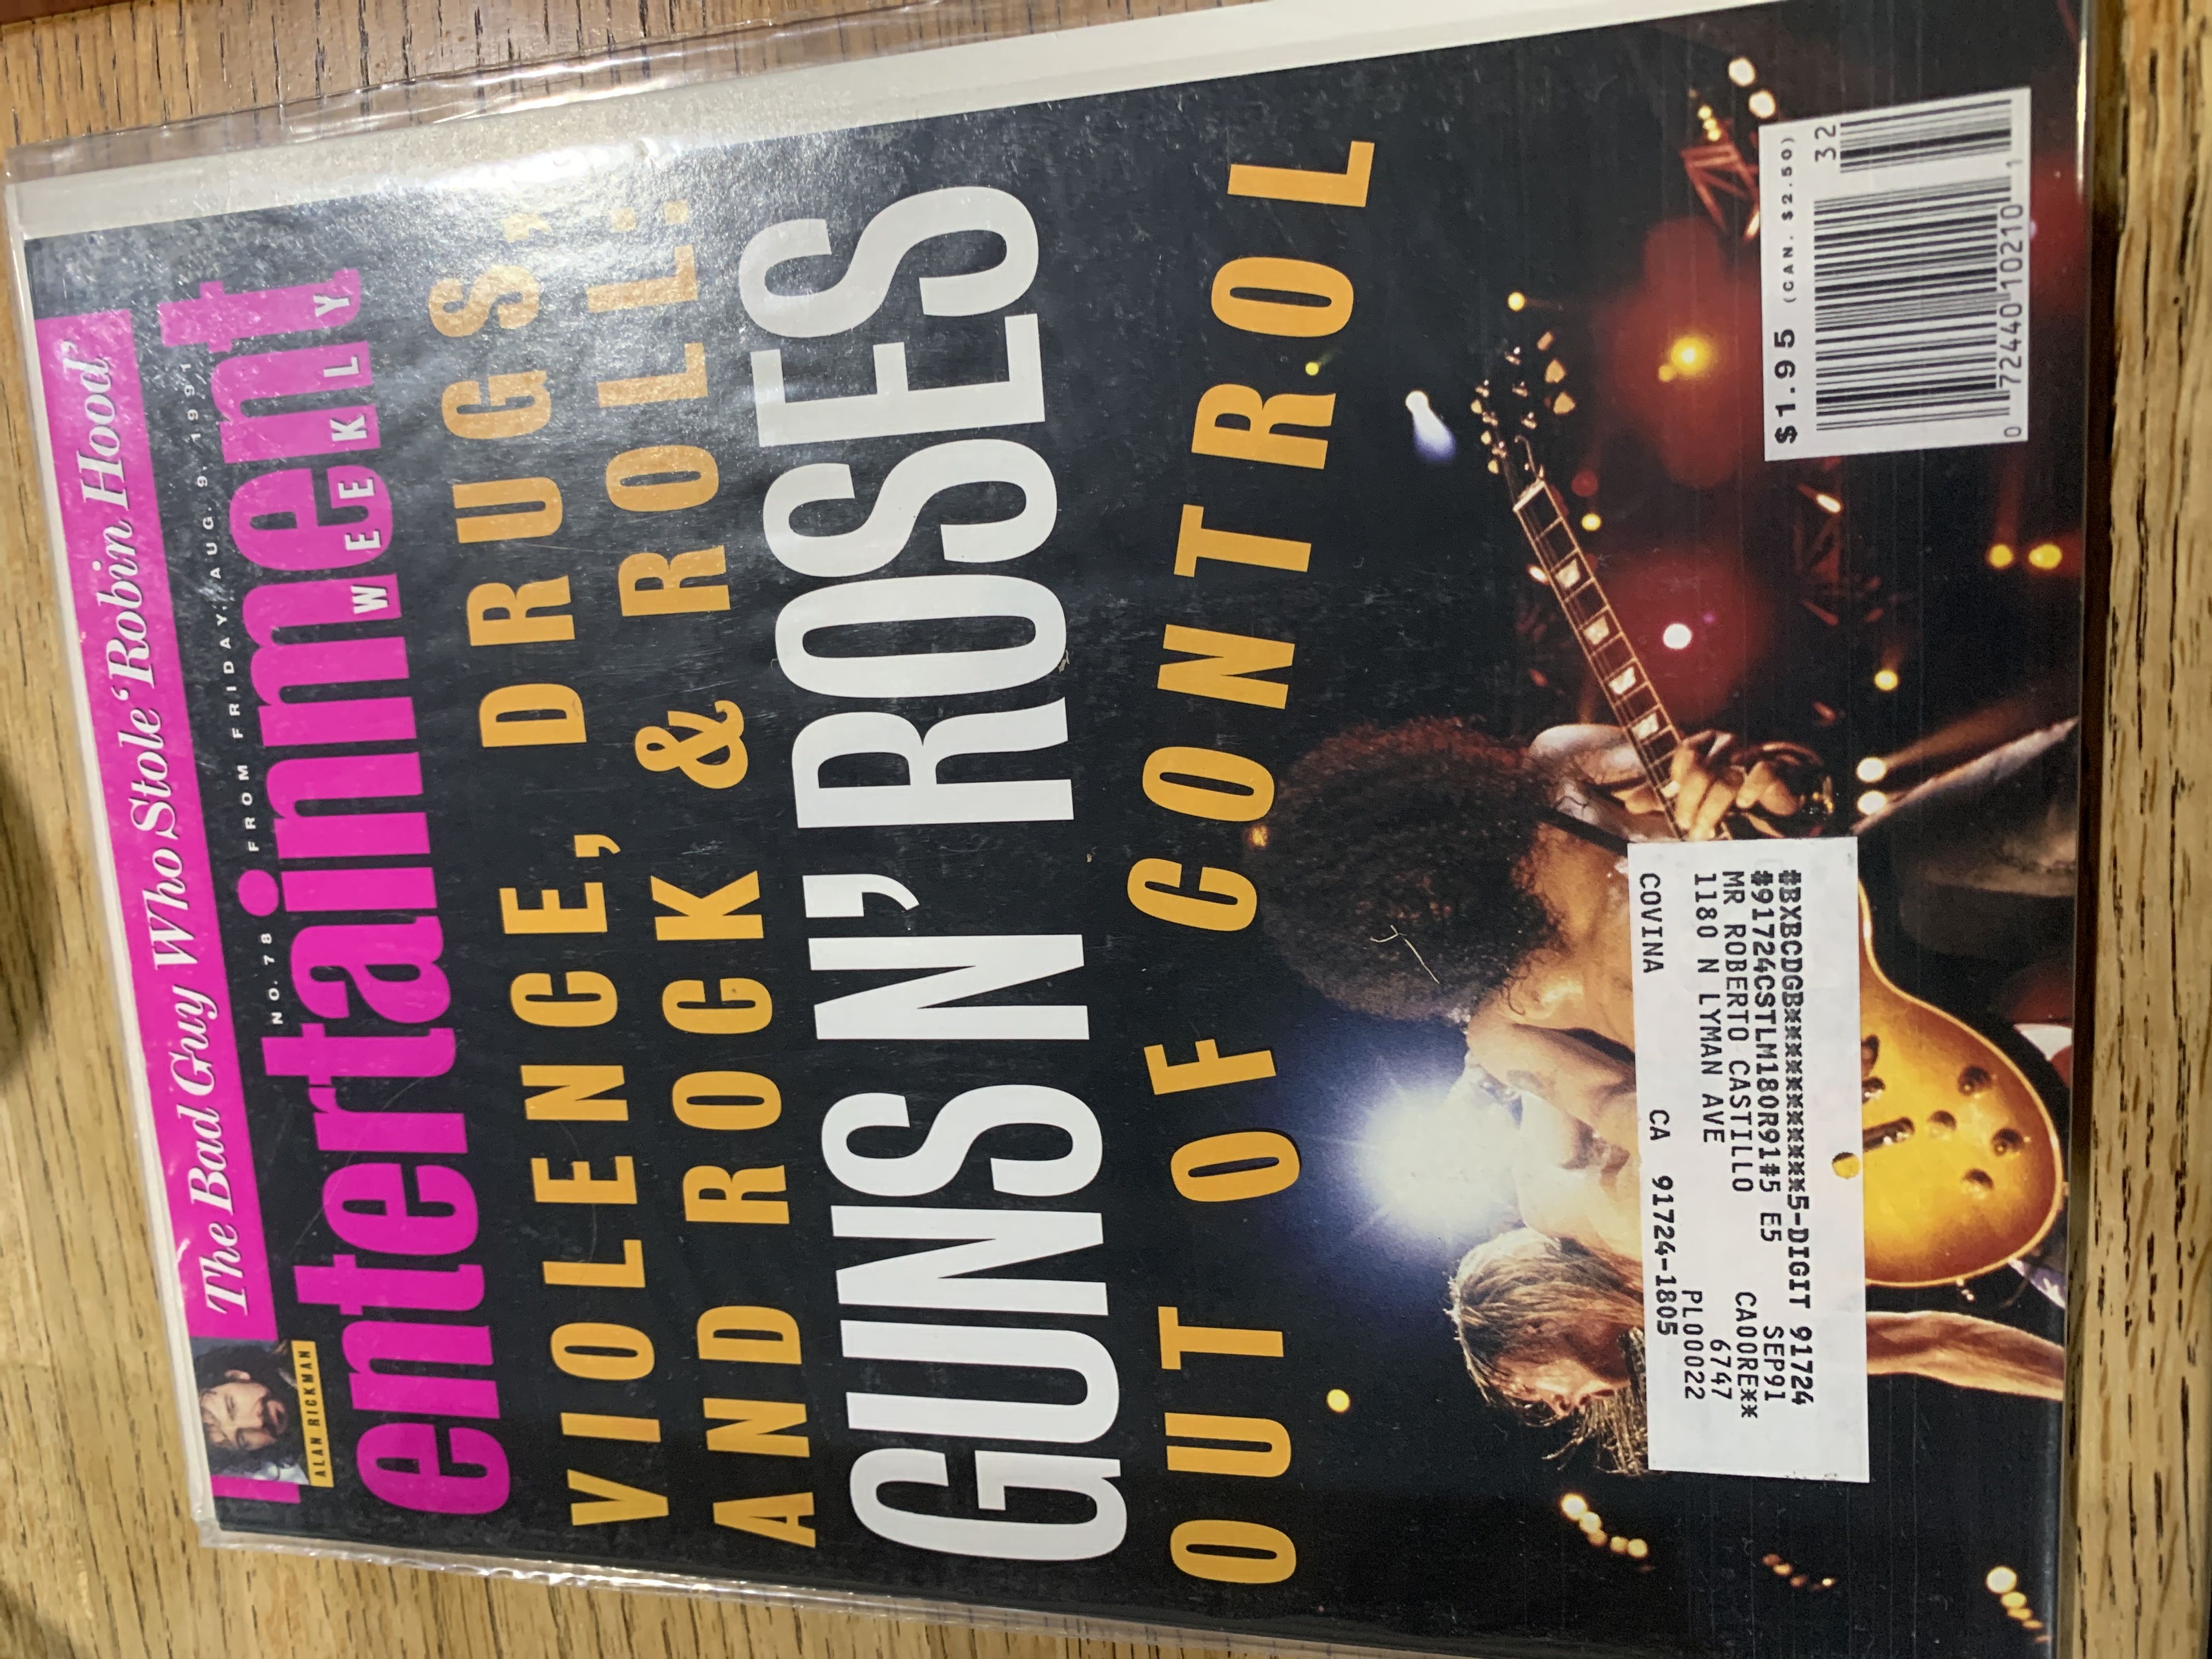 The Bad Guy Who Stole ‘Robin Hood’
ALAN RICKMAN
NO. 78 FROM FRIDAY, AUG. 9, 1991
entertainment
WEEKLY
VIOLENCE, DRUGS,
AND ROCK & ROLL:
GUNS N’ ROSES
OUT OF CONTROL
$1.95 (CAN. $2.50)
32
0 72440 10210 1
#BXBCDGB****************5-DIGIT 91724
#91724CSTLM180R91#5 E5 SEP91
MR ROBERTO CASTILLO CA00RE**
1180 N LYMAN AVE 6747
PL00022
COVINA CA 91724-1805